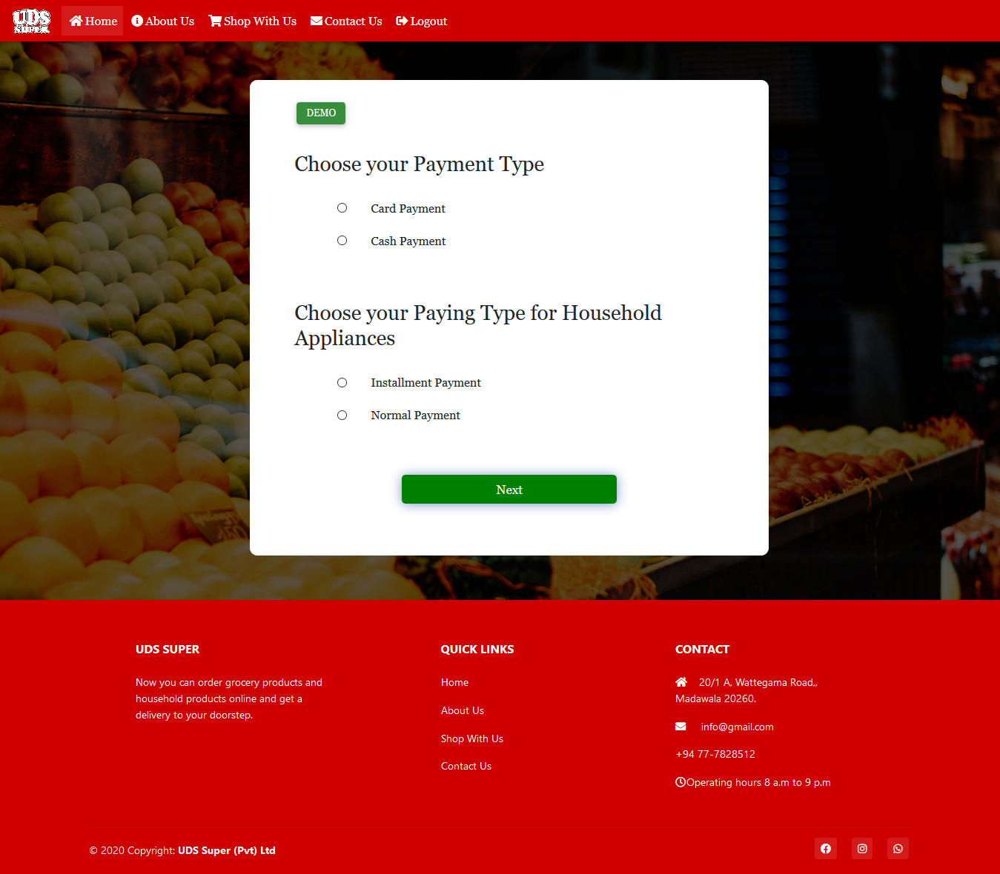 UDS
SUPER
Home
About Us
Shop With Us
Contact Us
Logout
DEMO
Choose your Payment Type
Card Payment
Cash Payment
Choose your Paying Type for Household
Appliances
Installment Payment
Normal Payment
Next
UDS SUPER
Now you can order grocery products and
household products online and get a
delivery to your doorstep.
QUICK LINKS
Home
About Us
Shop With Us
Contact Us
CONTACT
20/1 A, Wattegama Road,,
Madawala 20260.
info@gmail.com
+94 77-7828512
Operating hours 8 a.m to 9 p.m
© 2020 Copyright: UDS Super (Pvt) Ltd